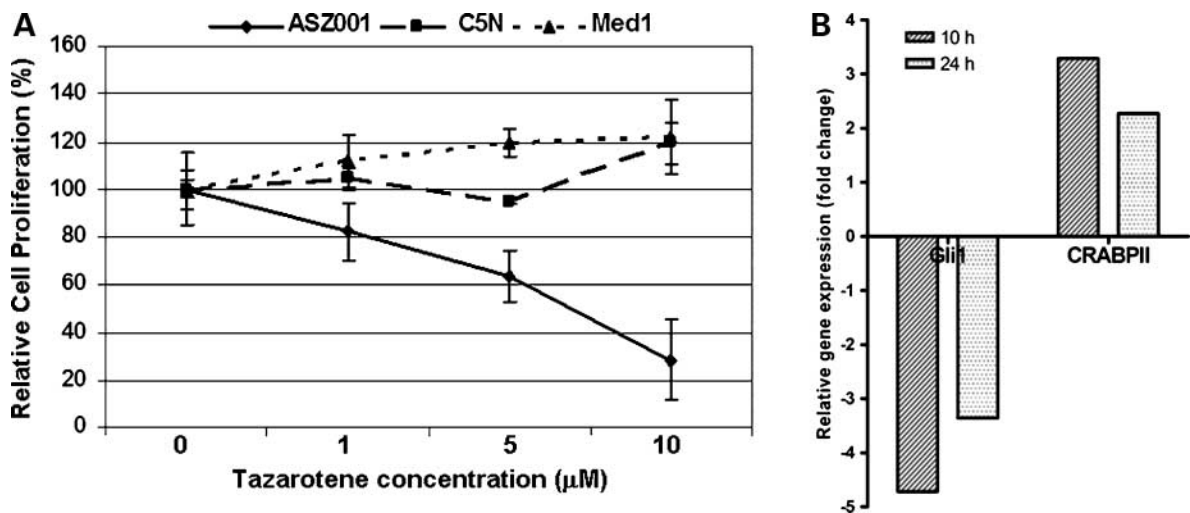 A
ASZ001 C5N Med1
Relative Cell Proliferation (%)
160
140
120
100
80
60
40
20
0
0 1 5 10
Tazarotene concentration (µM)
B
10 h
24 h
Relative gene expression (fold change)
4
3
2
1
0
-1
-2
-3
-4
-5
Gli1 CRABPII